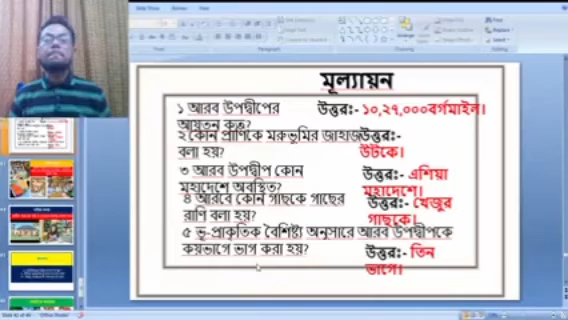 মূল্যায়ন
১ আরব উপদ্বীপের
আয়তন কত?
উত্তরঃ- ১০,২৭,০০০বর্গমাইল।
২ কোন প্রাণিকে মরুভূমির জাহাজ
বলা হয়?
উত্তরঃ-
উটকে।
৩ আরব উপদ্বীপ কোন
মহাদেশে অবস্থিত?
উত্তরঃ- এশিয়া
মহাদেশে।
৪ আরবে কোন গাছকে গাছের
রাণি বলা হয়?
উত্তরঃ- খেজুর
গাছকে।
৫ ভূ-প্রাকৃতিক বৈশিষ্ট্য অনুসারে আরব উপদ্বীপকে
কয়ভাগে ভাগ করা হয়?
উত্তরঃ- তিন
ভাগে।